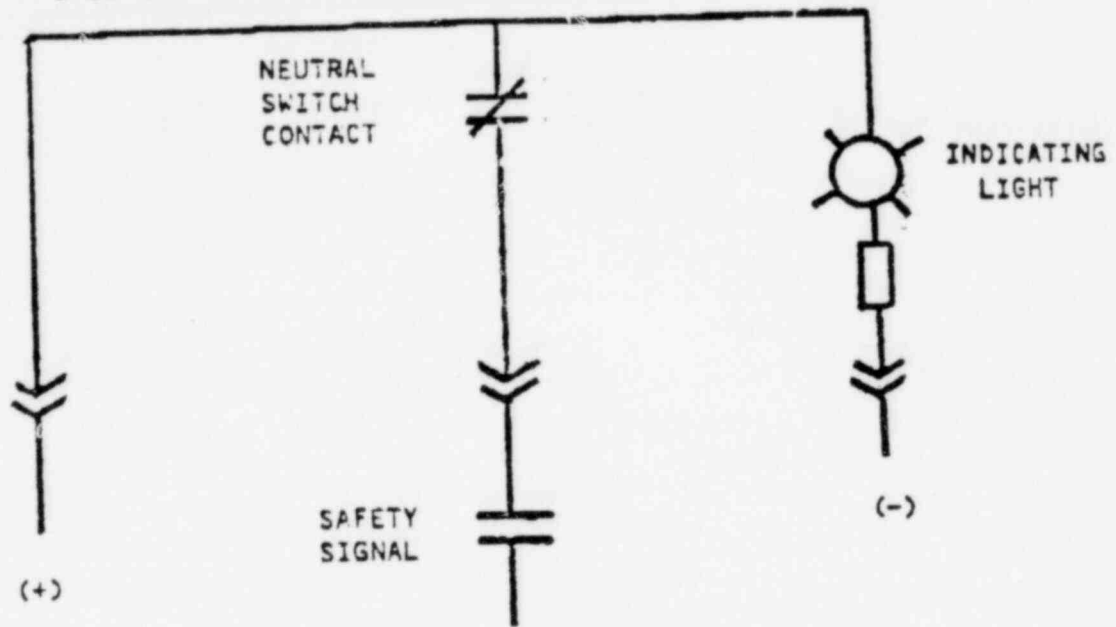 NEUTRAL
SWITCH
CONTACT
INDICATING
LIGHT
SAFETY
SIGNAL
(-)
(+)